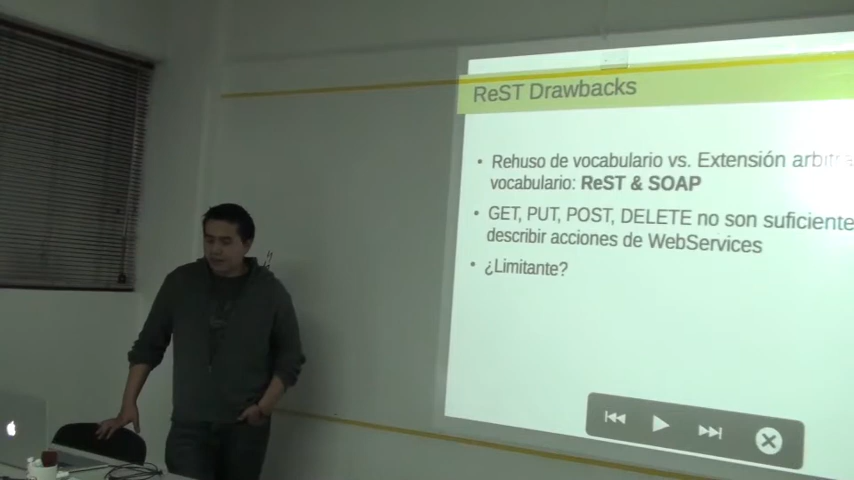 ReST Drawbacks
• Rehuso de vocabulario vs. Extensión
vocabulario: ReST & SOAP
• GET, PUT, POST, DELETE no son suficiente
describir acciones de WebServices
• ¿Limitante?